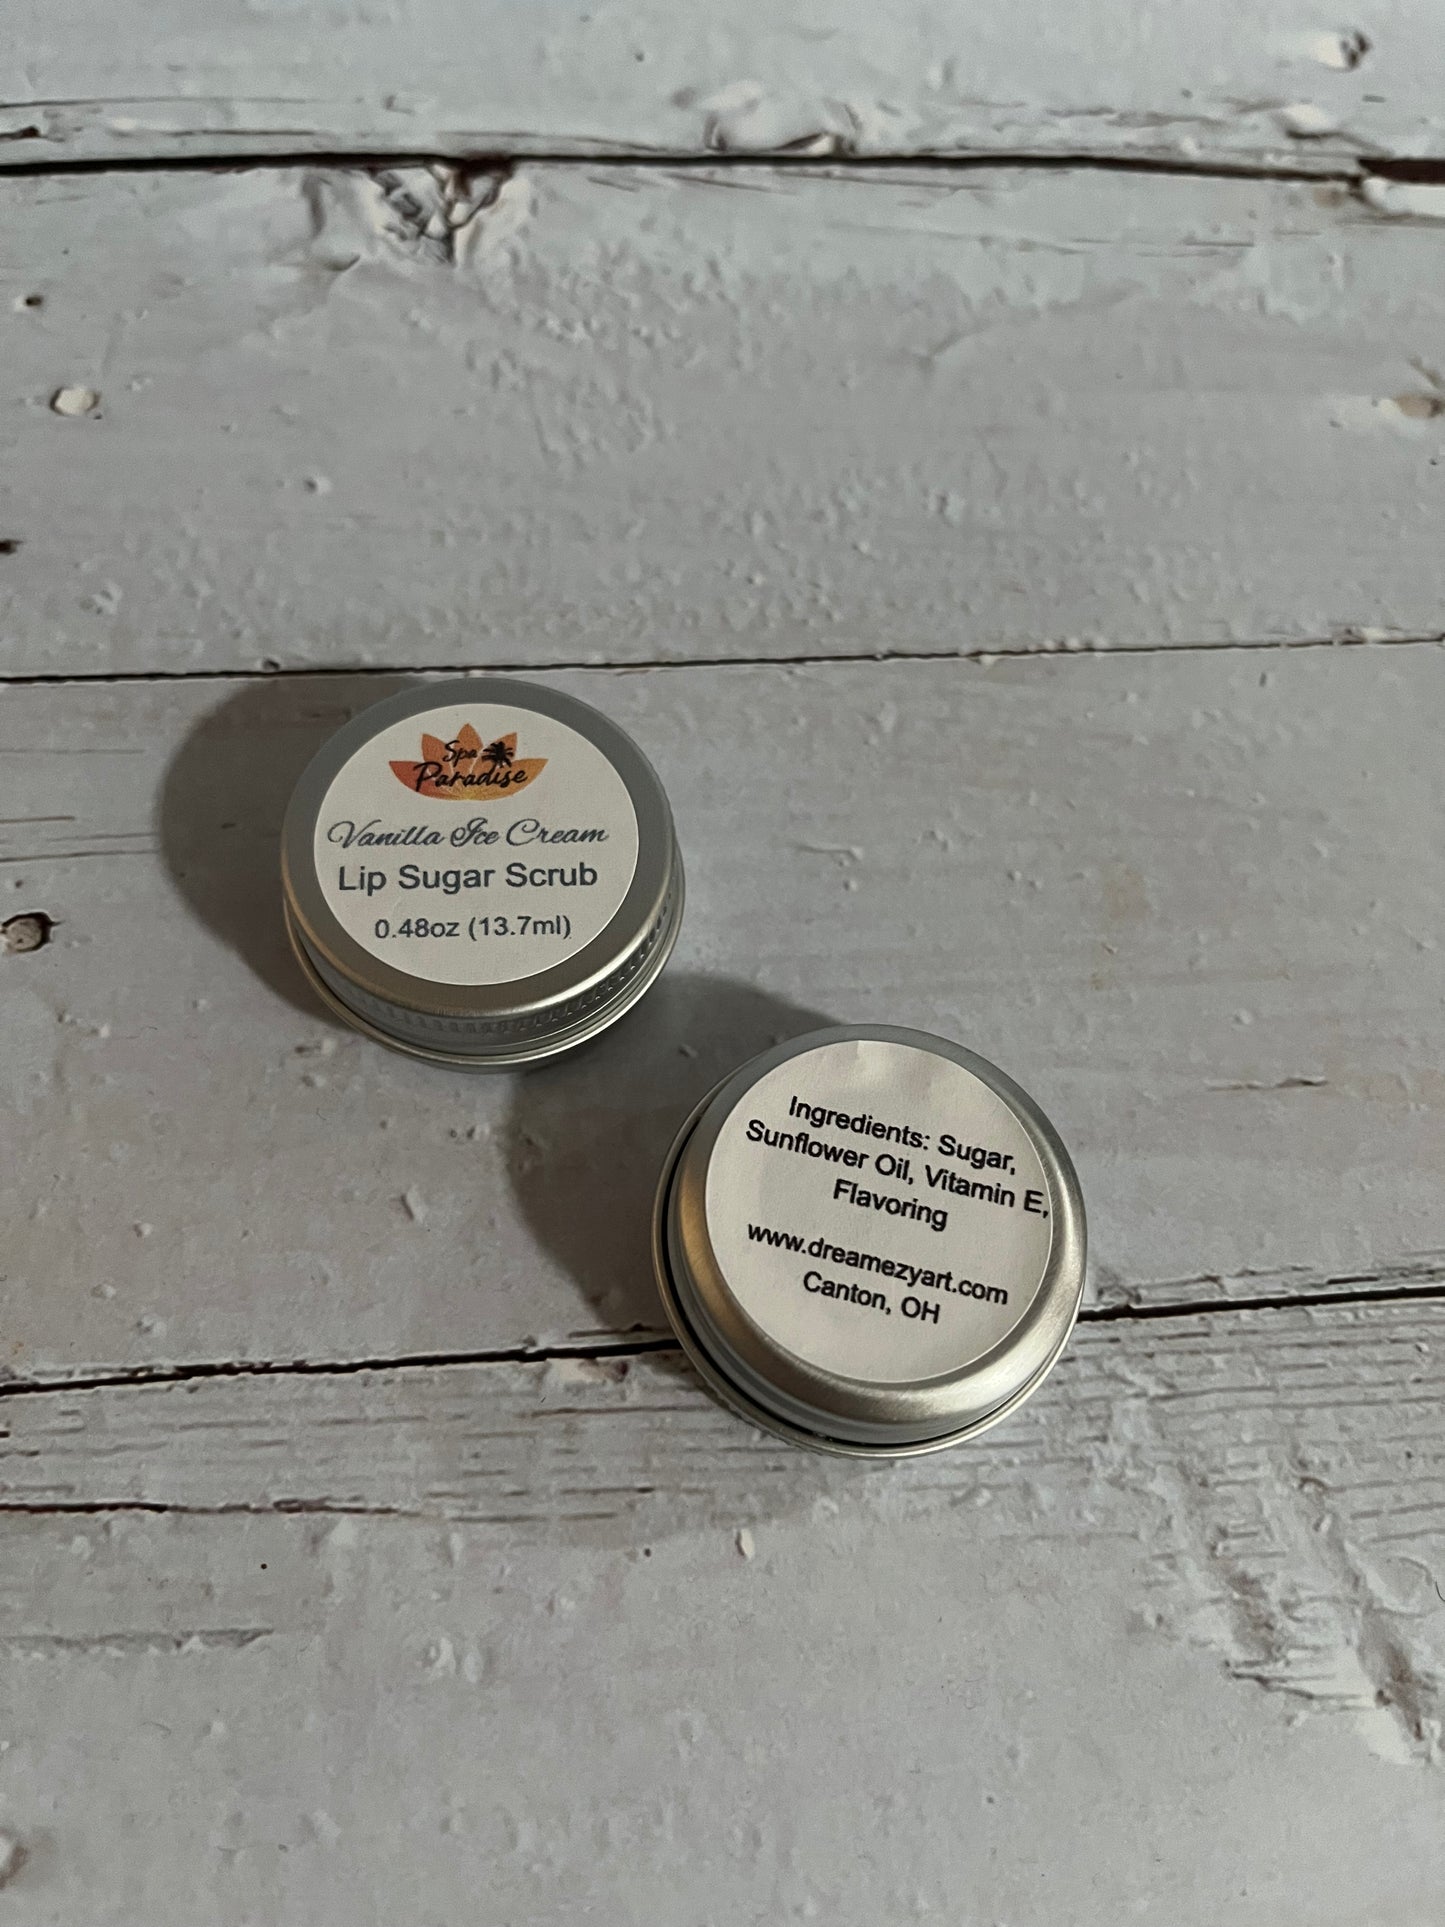 Spa
Paradise
Vanilla Ice Cream
Lip Sugar Scrub
0.48oz (13.7ml)
Ingredients: Sugar,
Sunflower Oil, Vitamin E,
Flavoring
www.dreamezyart.com
Canton, OH